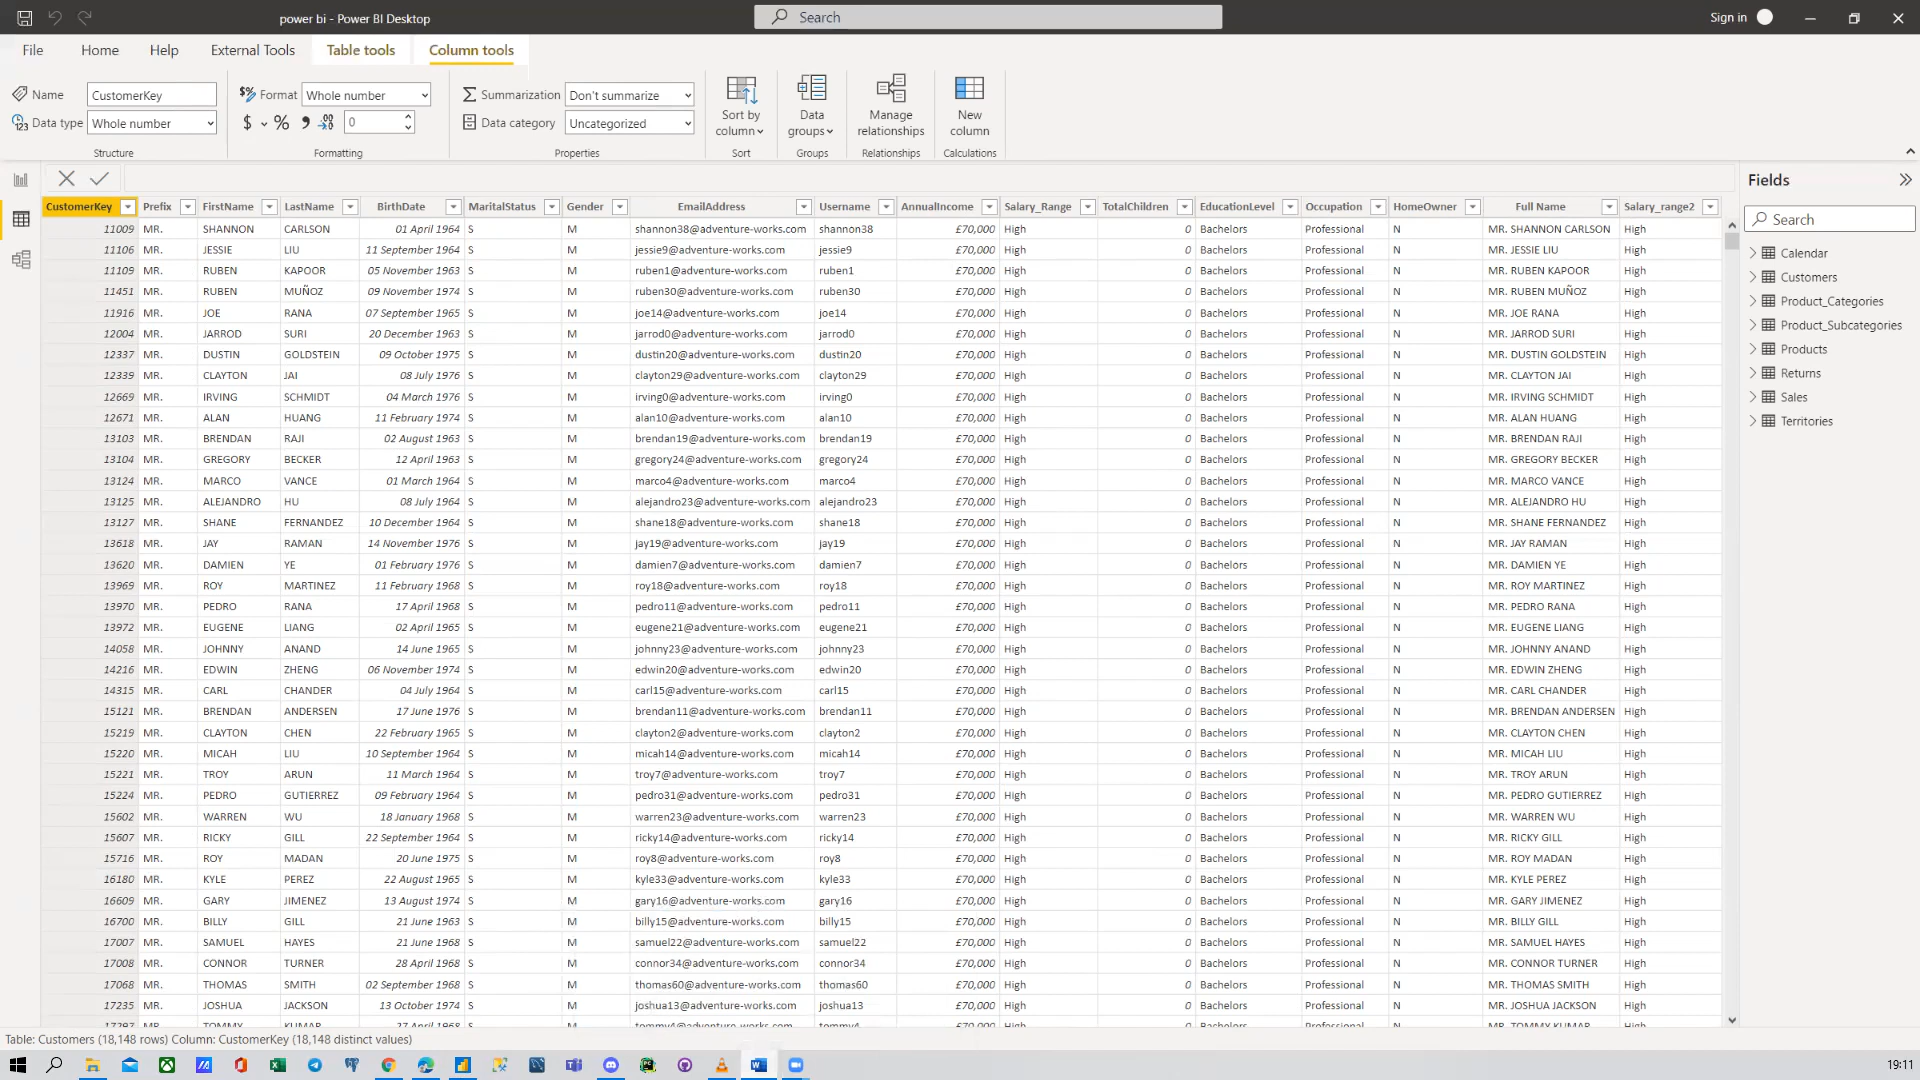 power bi - Power BI Desktop
Search
Sign in
File Home Help External Tools Table tools Column tools
Name CustomerKey
Data type Whole number
Structure
$% Format Whole number
$ % 0
Formatting
Summarization Don't summarize
Data category Uncategorized
Properties
Sort by column
Sort
Data groups
Groups
Manage relationships
Relationships
New column
Calculations
Fields
Search
Calendar
Customers
Product_Categories
Product_Subcategories
Products
Returns
Sales
Territories
CustomerKey Prefix FirstName LastName BirthDate MaritalStatus Gender EmailAddress Username AnnualIncome Salary_Range TotalChildren EducationLevel Occupation HomeOwner Full Name Salary_range2
11009 MR. SHANNON CARLSON 01 April 1964 S M shannon38@adventure-works.com shannon38 £70,000 High 0 Bachelors Professional N MR. SHANNON CARLSON High
11106 MR. JESSIE LIU 11 September 1964 S M jessie9@adventure-works.com jessie9 £70,000 High 0 Bachelors Professional N MR. JESSIE LIU High
11109 MR. RUBEN KAPOOR 05 November 1963 S M ruben1@adventure-works.com ruben1 £70,000 High 0 Bachelors Professional N MR. RUBEN KAPOOR High
11451 MR. RUBEN MUÑOZ 09 November 1974 S M ruben30@adventure-works.com ruben30 £70,000 High 0 Bachelors Professional N MR. RUBEN MUÑOZ High
11916 MR. JOE RANA 07 September 1965 S M joe14@adventure-works.com joe14 £70,000 High 0 Bachelors Professional N MR. JOE RANA High
12004 MR. JARROD SURI 20 December 1963 S M jarrod0@adventure-works.com jarrod0 £70,000 High 0 Bachelors Professional N MR. JARROD SURI High
12337 MR. DUSTIN GOLDSTEIN 09 October 1975 S M dustin20@adventure-works.com dustin20 £70,000 High 0 Bachelors Professional N MR. DUSTIN GOLDSTEIN High
12339 MR. CLAYTON JAI 08 July 1976 S M clayton29@adventure-works.com clayton29 £70,000 High 0 Bachelors Professional N MR. CLAYTON JAI High
12669 MR. IRVING SCHMIDT 04 March 1976 S M irving0@adventure-works.com irving0 £70,000 High 0 Bachelors Professional N MR. IRVING SCHMIDT High
12671 MR. ALAN HUANG 11 February 1974 S M alan10@adventure-works.com alan10 £70,000 High 0 Bachelors Professional N MR. ALAN HUANG High
13103 MR. BRENDAN RAJI 02 August 1963 S M brendan19@adventure-works.com brendan19 £70,000 High 0 Bachelors Professional N MR. BRENDAN RAJI High
13104 MR. GREGORY BECKER 12 April 1963 S M gregory24@adventure-works.com gregory24 £70,000 High 0 Bachelors Professional N MR. GREGORY BECKER High
13124 MR. MARCO VANCE 01 March 1964 S M marco4@adventure-works.com marco4 £70,000 High 0 Bachelors Professional N MR. MARCO VANCE High
13125 MR. ALEJANDRO HU 08 July 1964 S M alejandro23@adventure-works.com alejandro23 £70,000 High 0 Bachelors Professional N MR. ALEJANDRO HU High
13127 MR. SHANE FERNANDEZ 10 December 1964 S M shane18@adventure-works.com shane18 £70,000 High 0 Bachelors Professional N MR. SHANE FERNANDEZ High
13618 MR. JAY RAMAN 14 November 1976 S M jay19@adventure-works.com jay19 £70,000 High 0 Bachelors Professional N MR. JAY RAMAN High
13620 MR. DAMIEN YE 01 February 1976 S M damien7@adventure-works.com damien7 £70,000 High 0 Bachelors Professional N MR. DAMIEN YE High
13969 MR. ROY MARTINEZ 11 February 1968 S M roy18@adventure-works.com roy18 £70,000 High 0 Bachelors Professional N MR. ROY MARTINEZ High
13970 MR. PEDRO RANA 17 April 1968 S M pedro11@adventure-works.com pedro11 £70,000 High 0 Bachelors Professional N MR. PEDRO RANA High
13972 MR. EUGENE LIANG 02 April 1965 S M eugene21@adventure-works.com eugene21 £70,000 High 0 Bachelors Professional N MR. EUGENE LIANG High
14058 MR. JOHNNY ANAND 14 June 1965 S M johnny23@adventure-works.com johnny23 £70,000 High 0 Bachelors Professional N MR. JOHNNY ANAND High
14216 MR. EDWIN ZHENG 06 November 1974 S M edwin20@adventure-works.com edwin20 £70,000 High 0 Bachelors Professional N MR. EDWIN ZHENG High
14315 MR. CARL CHANDER 04 July 1964 S M carl15@adventure-works.com carl15 £70,000 High 0 Bachelors Professional N MR. CARL CHANDER High
15121 MR. BRENDAN ANDERSEN 17 June 1976 S M brendan11@adventure-works.com brendan11 £70,000 High 0 Bachelors Professional N MR. BRENDAN ANDERSEN High
15219 MR. CLAYTON CHEN 22 February 1965 S M clayton2@adventure-works.com clayton2 £70,000 High 0 Bachelors Professional N MR. CLAYTON CHEN High
15220 MR. MICAH LIU 10 September 1964 S M micah14@adventure-works.com micah14 £70,000 High 0 Bachelors Professional N MR. MICAH LIU High
15221 MR. TROY ARUN 11 March 1964 S M troy7@adventure-works.com troy7 £70,000 High 0 Bachelors Professional N MR. TROY ARUN High
15224 MR. PEDRO GUTIERREZ 09 February 1964 S M pedro31@adventure-works.com pedro31 £70,000 High 0 Bachelors Professional N MR. PEDRO GUTIERREZ High
15602 MR. WARREN WU 18 January 1968 S M warren23@adventure-works.com warren23 £70,000 High 0 Bachelors Professional N MR. WARREN WU High
15607 MR. RICKY GILL 22 September 1964 S M ricky14@adventure-works.com ricky14 £70,000 High 0 Bachelors Professional N MR. RICKY GILL High
15716 MR. ROY MADAN 20 June 1975 S M roy8@adventure-works.com roy8 £70,000 High 0 Bachelors Professional N MR. ROY MADAN High
16180 MR. KYLE PEREZ 22 August 1965 S M kyle33@adventure-works.com kyle33 £70,000 High 0 Bachelors Professional N MR. KYLE PEREZ High
16609 MR. GARY JIMENEZ 13 August 1974 S M gary16@adventure-works.com gary16 £70,000 High 0 Bachelors Professional N MR. GARY JIMENEZ High
16700 MR. BILLY GILL 21 June 1963 S M billy15@adventure-works.com billy15 £70,000 High 0 Bachelors Professional N MR. BILLY GILL High
17007 MR. SAMUEL HAYES 21 June 1968 S M samuel22@adventure-works.com samuel22 £70,000 High 0 Bachelors Professional N MR. SAMUEL HAYES High
17008 MR. CONNOR TURNER 28 April 1968 S M connor34@adventure-works.com connor34 £70,000 High 0 Bachelors Professional N MR. CONNOR TURNER High
17068 MR. THOMAS SMITH 02 September 1968 S M thomas60@adventure-works.com thomas60 £70,000 High 0 Bachelors Professional N MR. THOMAS SMITH High
17235 MR. JOSHUA JACKSON 13 October 1974 S M joshua13@adventure-works.com joshua13 £70,000 High 0 Bachelors Professional N MR. JOSHUA JACKSON High
17297 MR. TOMMY KUMAR 27 April 1968 S M tommy4@adventure-works.com tommy4 £70,000 High 0 Bachelors Professional N MR. TOMMY KUMAR High
Table: Customers (18,148 rows) Column: CustomerKey (18,148 distinct values)
19:11